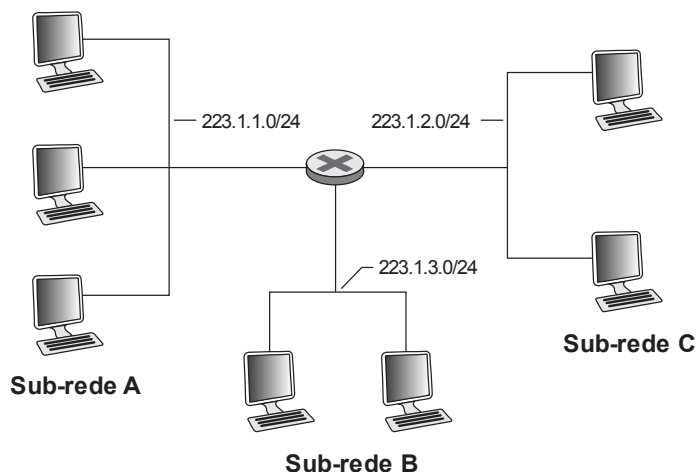 223.1.1.0/24
223.1.2.0/24
223.1.3.0/24
Sub-rede C
Sub-rede A
Sub-rede B